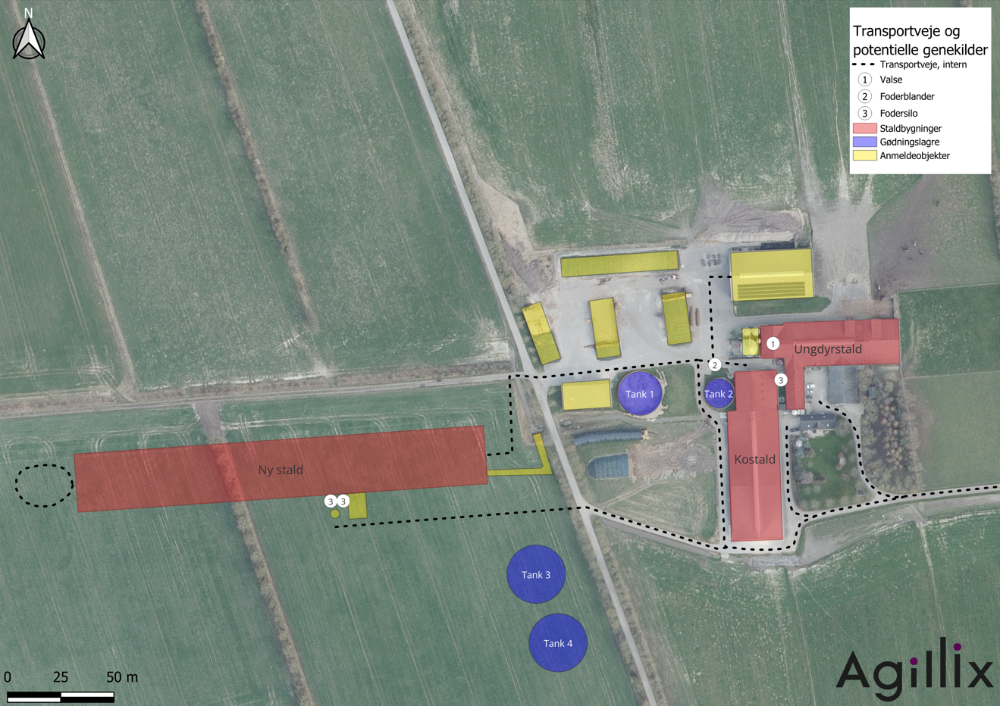 N
Transportveje og
potentielle genekilder
Transportveje, intern
1 Valse
2 Foderblander
3 Fodersilo
Staldbygninger
Gødningslagre
Anmeldeobjekter
1
Ungdyrstald
2
3
Tank 1
Tank 2
Kostald
Ny stald
3 3
Tank 3
Tank 4
0 25 50 m
Agillix